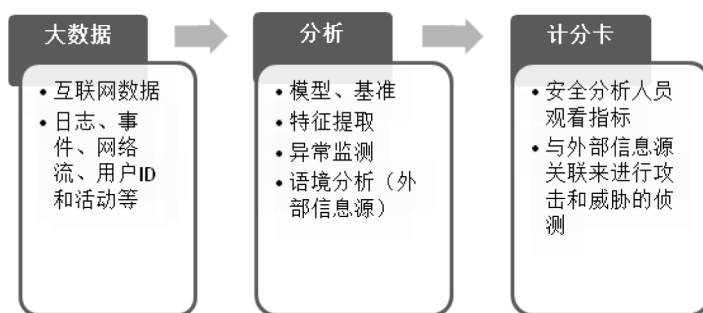 大数据
• 互联网数据
• 日志、事
件、网络
流、用户ID
和活动等
分析
• 模型、基准
• 特征提取
• 异常监测
• 语境分析（外
部信息源）
计分卡
• 安全分析人员
观看指标
• 与外部信息源
关联来进行攻
击和威胁的侦
测